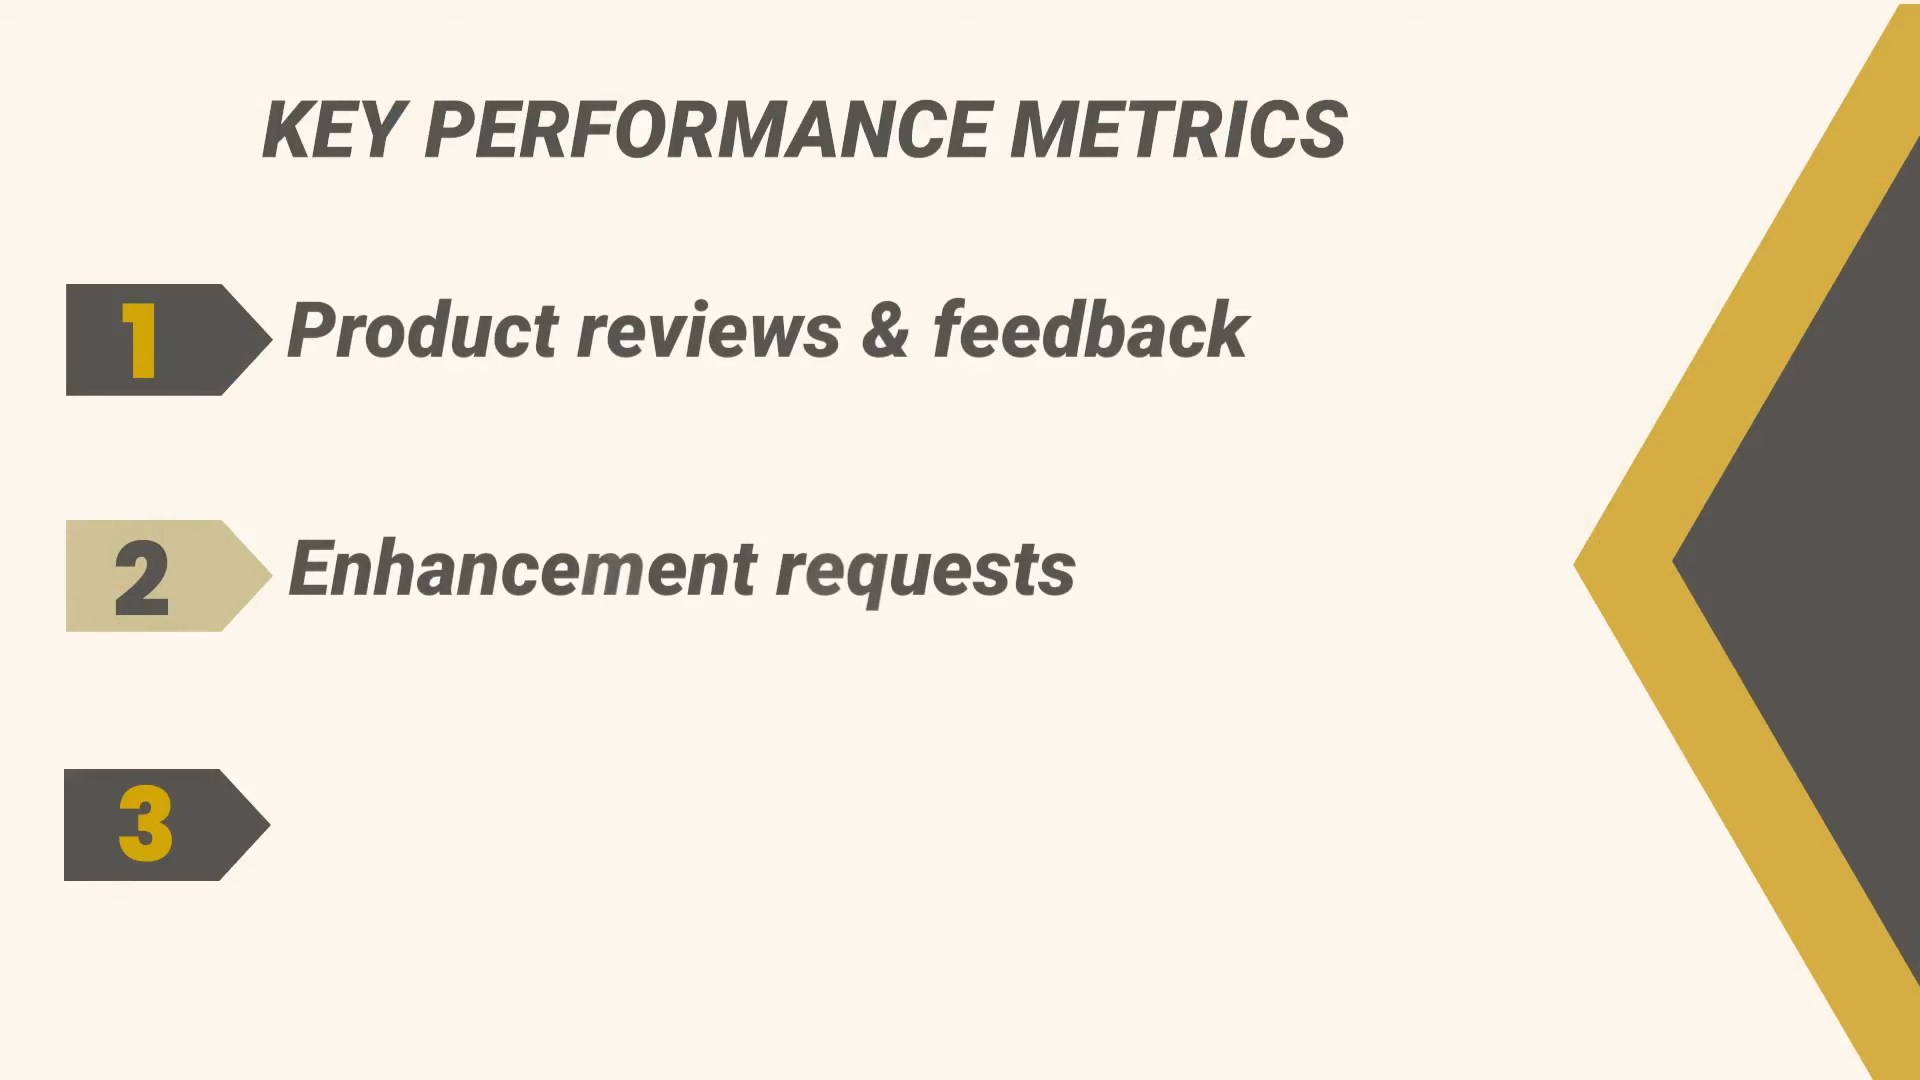 KEY PERFORMANCE METRICS
1 Product reviews & feedback
2 Enhancement requests
3